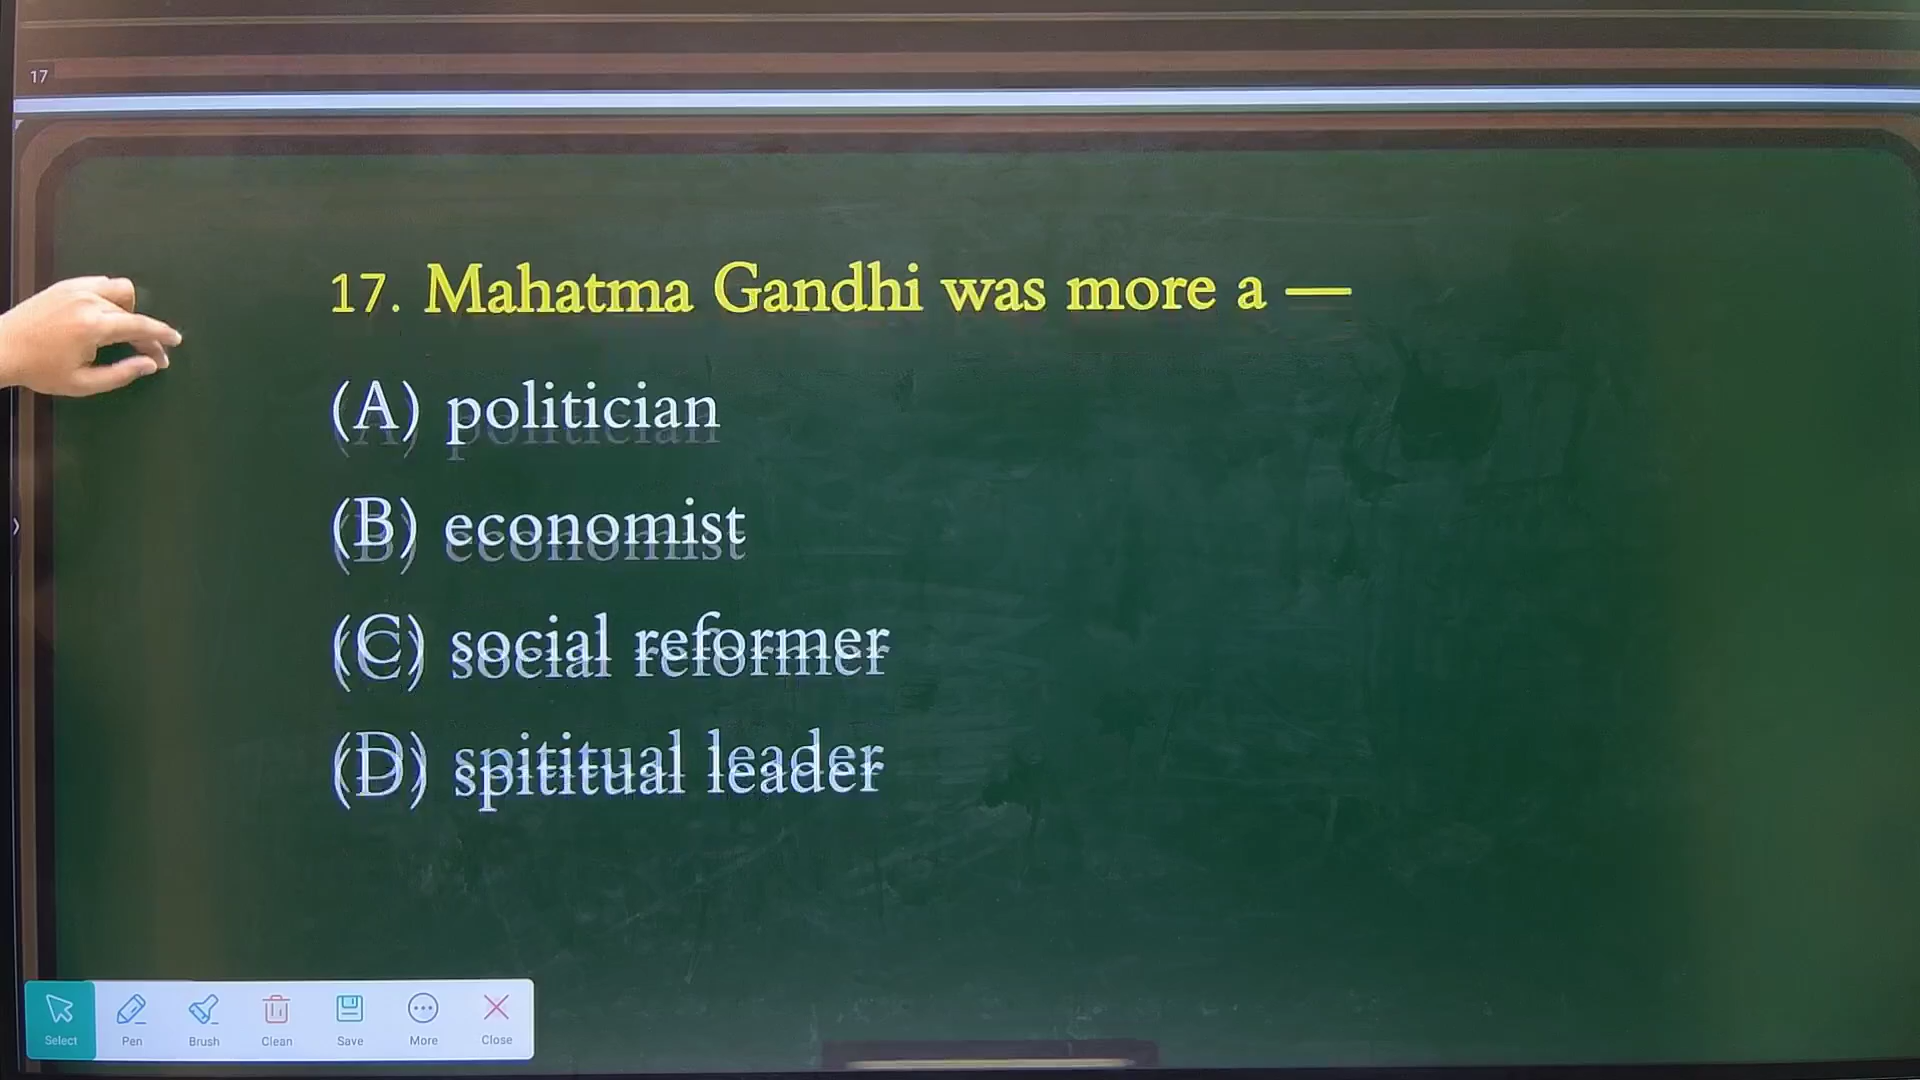 17
17. Mahatma Gandhi was more a —
(A) politician
(B) economist
(C) social reformer
(D) spititual leader
Select Pen Brush Clean Save More Close